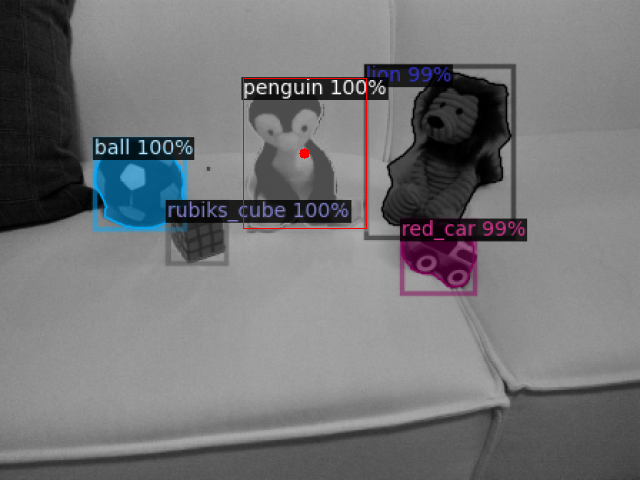 lion 99%
penguin 100%
ball 100%
rubiks_cube 100%
red_car 99%